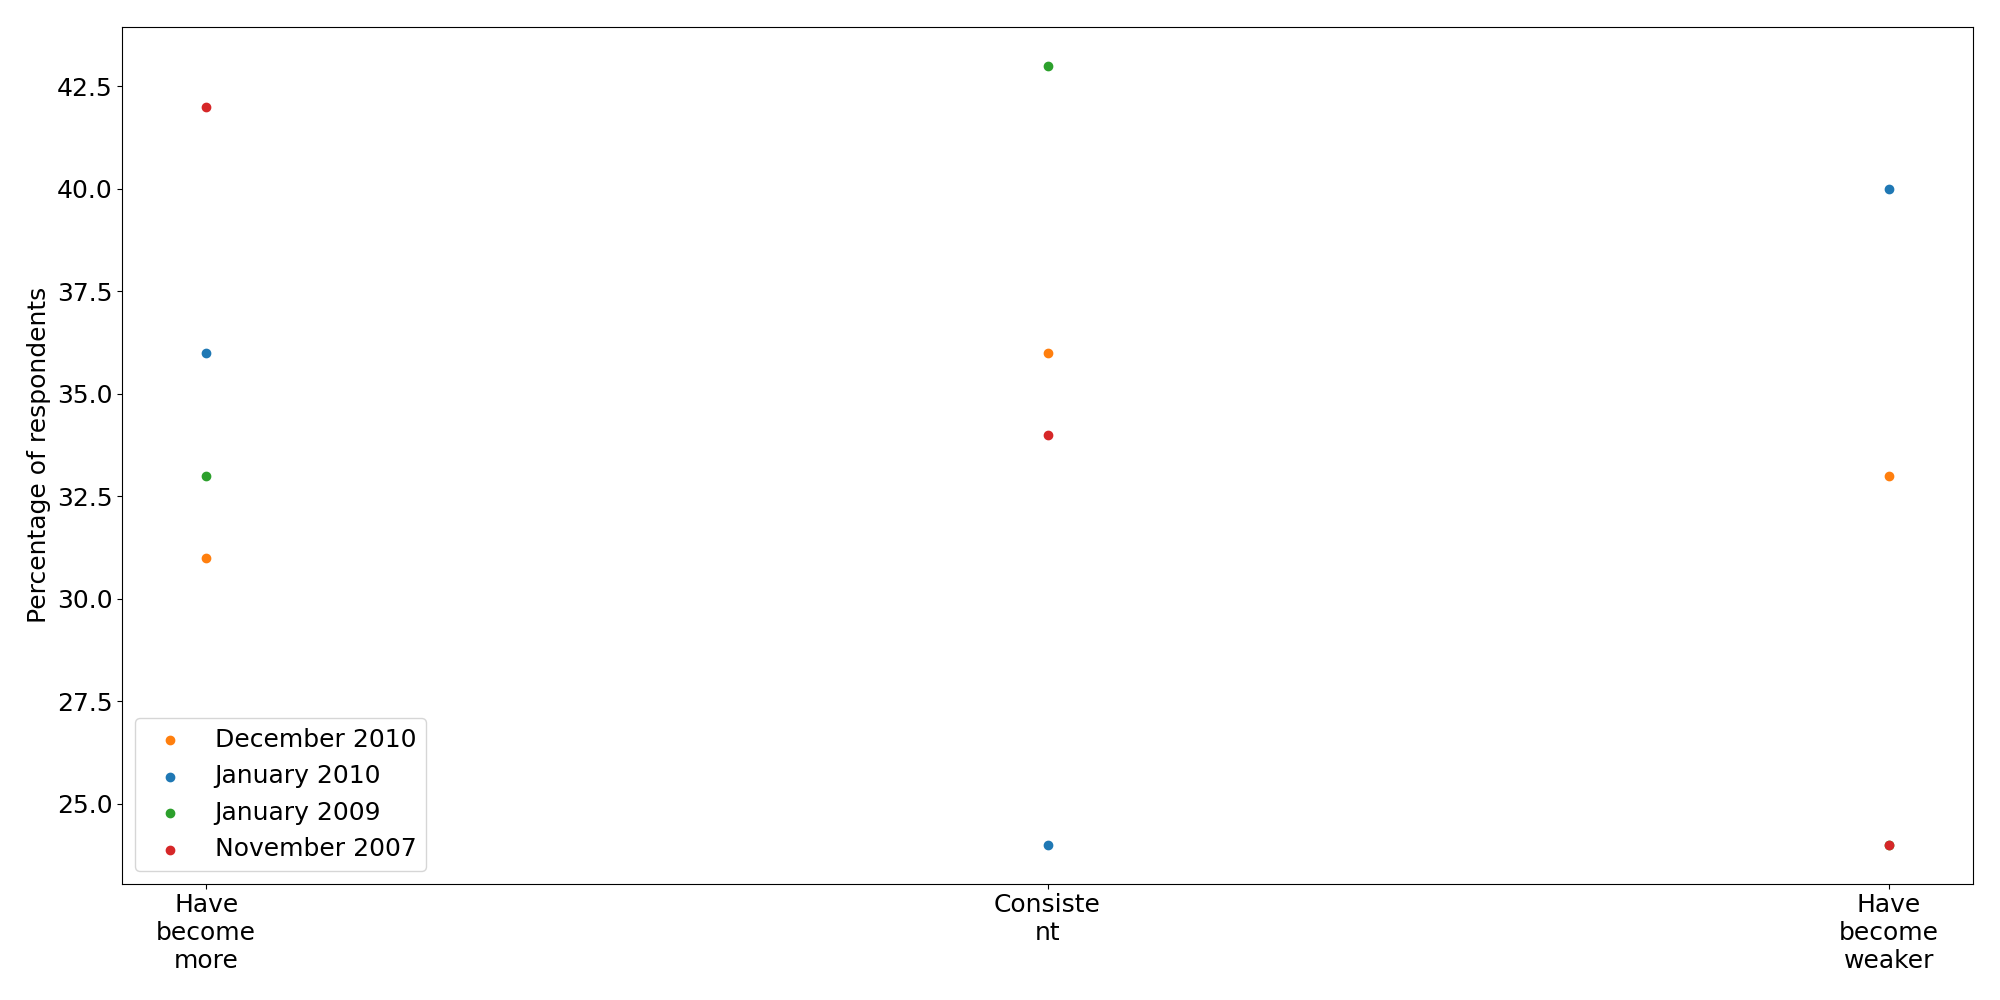 Percentage of respondents
42.5
40.0
37.5
35.0
32.5
30.0
27.5
25.0
December 2010
January 2010
January 2009
November 2007
Have
become
more
Consiste
nt
Have
become
weaker